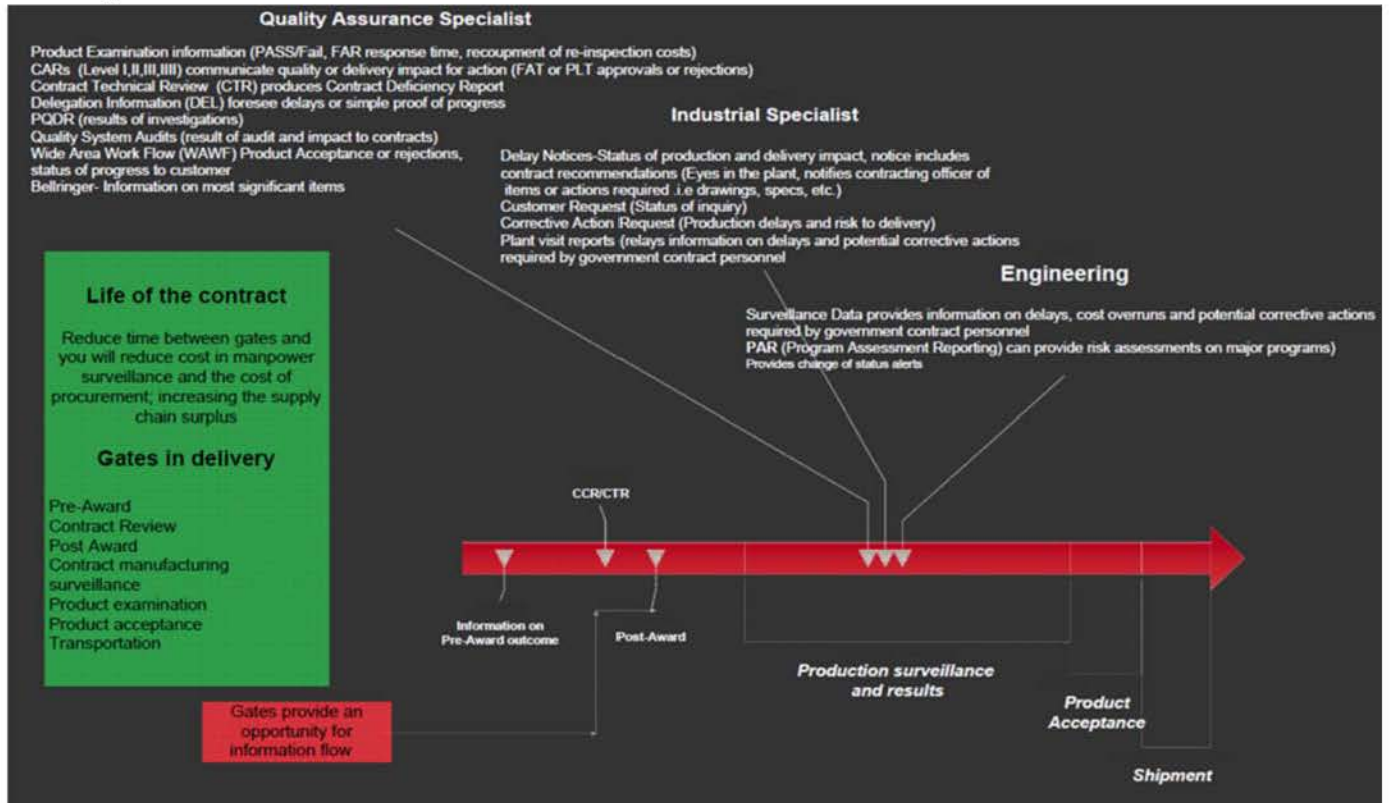 Quality Assurance Specialist
Product Examination information (PASS/Fail, FAR response time, recoupment of re-inspection costs)
CARs (Level I,II,III,IIII) communicate quality or delivery impact for action (FAT or PLT approvals or rejections)
Contract Technical Review (CTR) produces Contract Deficiency Report
Delegation Information (DEL) foresee delays or simple proof of progress
PQDR (results of investigations)
Quality System Audits (result of audit and impact to contracts)
Wide Area Work Flow (WAWF) Product Acceptance or rejections,
status of progress to customer
Bellringer- Information on most significant items
Industrial Specialist
Delay Notices-Status of production and delivery impact, notice includes
contract recommendations (Eyes in the plant, notifies contracting officer of
items or actions required .i.e drawings, specs, etc.)
Customer Request (Status of inquiry)
Corrective Action Request (Production delays and risk to delivery)
Plant visit reports (relays information on delays and potential corrective actions
required by government contract personnel
Engineering
Surveillance Data provides information on delays, cost overruns and potential corrective actions
required by government contract personnel
PAR (Program Assessment Reporting) can provide risk assessments on major programs)
Provides change of status alerts
Life of the contract
Reduce time between gates and
you will reduce cost in manpower
surveillance and the cost of
procurement; increasing the supply
chain surplus
Gates in delivery
Pre-Award
Contract Review
Post Award
Contract manufacturing
surveillance
Product examination
Product acceptance
Transportation
CCR/CTR
Information on
Pre-Award outcome
Post-Award
Production surveillance
and results
Product
Acceptance
Shipment
Gates provide an
opportunity for
information flow